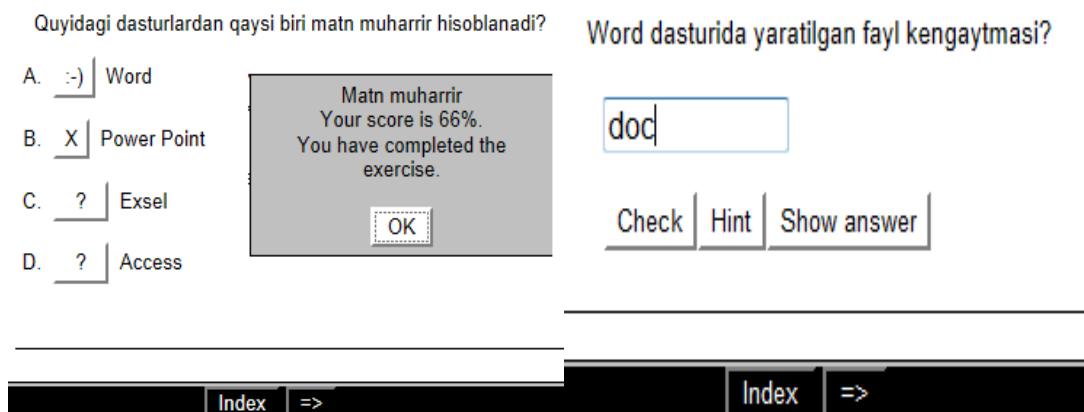 Quyidagi dasturlardan qaysi biri matn muharrir hisoblanadi?
A. :-) Word
B. X Power Point
C. ? Exsel
D. ? Access
Matn muharrir
Your score is 66%.
You have completed the
exercise.
OK
Index =>
Word dasturida yaratilgan fayl kengaytmasi?
doc
Check Hint Show answer
Index =>